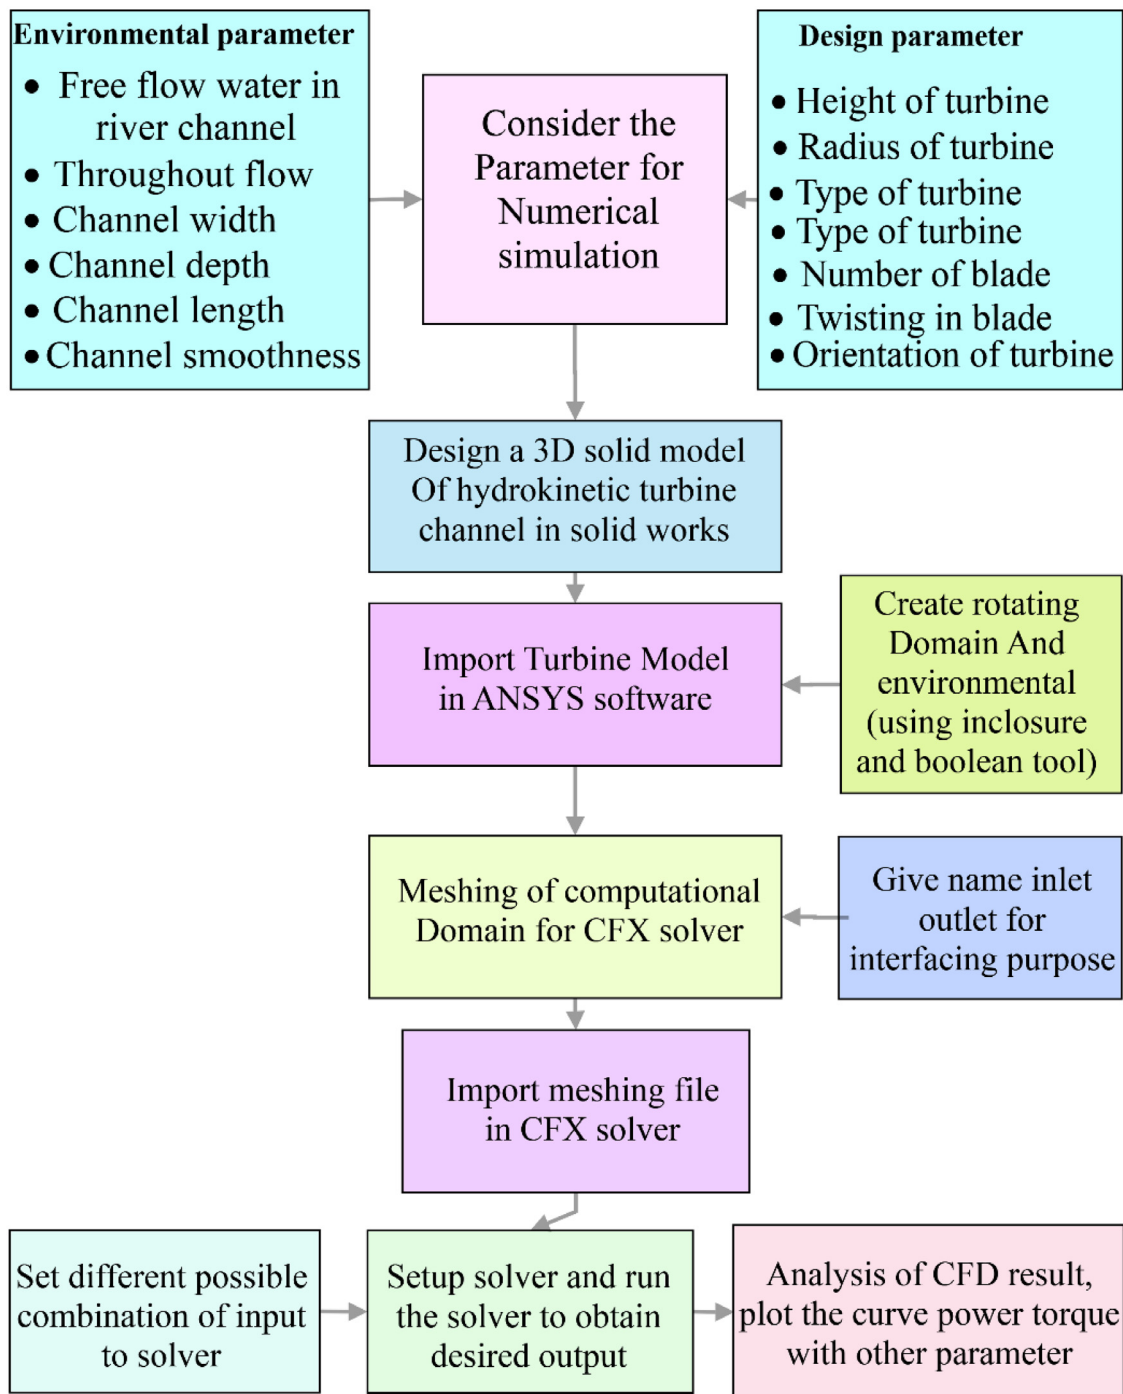 Environmental parameter
• Free flow water in
river channel
• Throughout flow
• Channel width
• Channel depth
• Channel length
• Channel smoothness
Consider the
Parameter for
Numerical
simulation
Design parameter
• Height of turbine
• Radius of turbine
• Type of turbine
• Type of turbine
• Number of blade
• Twisting in blade
• Orientation of turbine
Design a 3D solid model
Of hydrokinetic turbine
channel in solid works
Import Turbine Model
in ANSYS software
Create rotating
Domain And
environmental
(using inclosure
and boolean tool)
Meshing of computational
Domain for CFX solver
Give name inlet
outlet for
interfacing purpose
Import meshing file
in CFX solver
Set different possible
combination of input
to solver
Setup solver and run
the solver to obtain
desired output
Analysis of CFD result,
plot the curve power torque
with other parameter